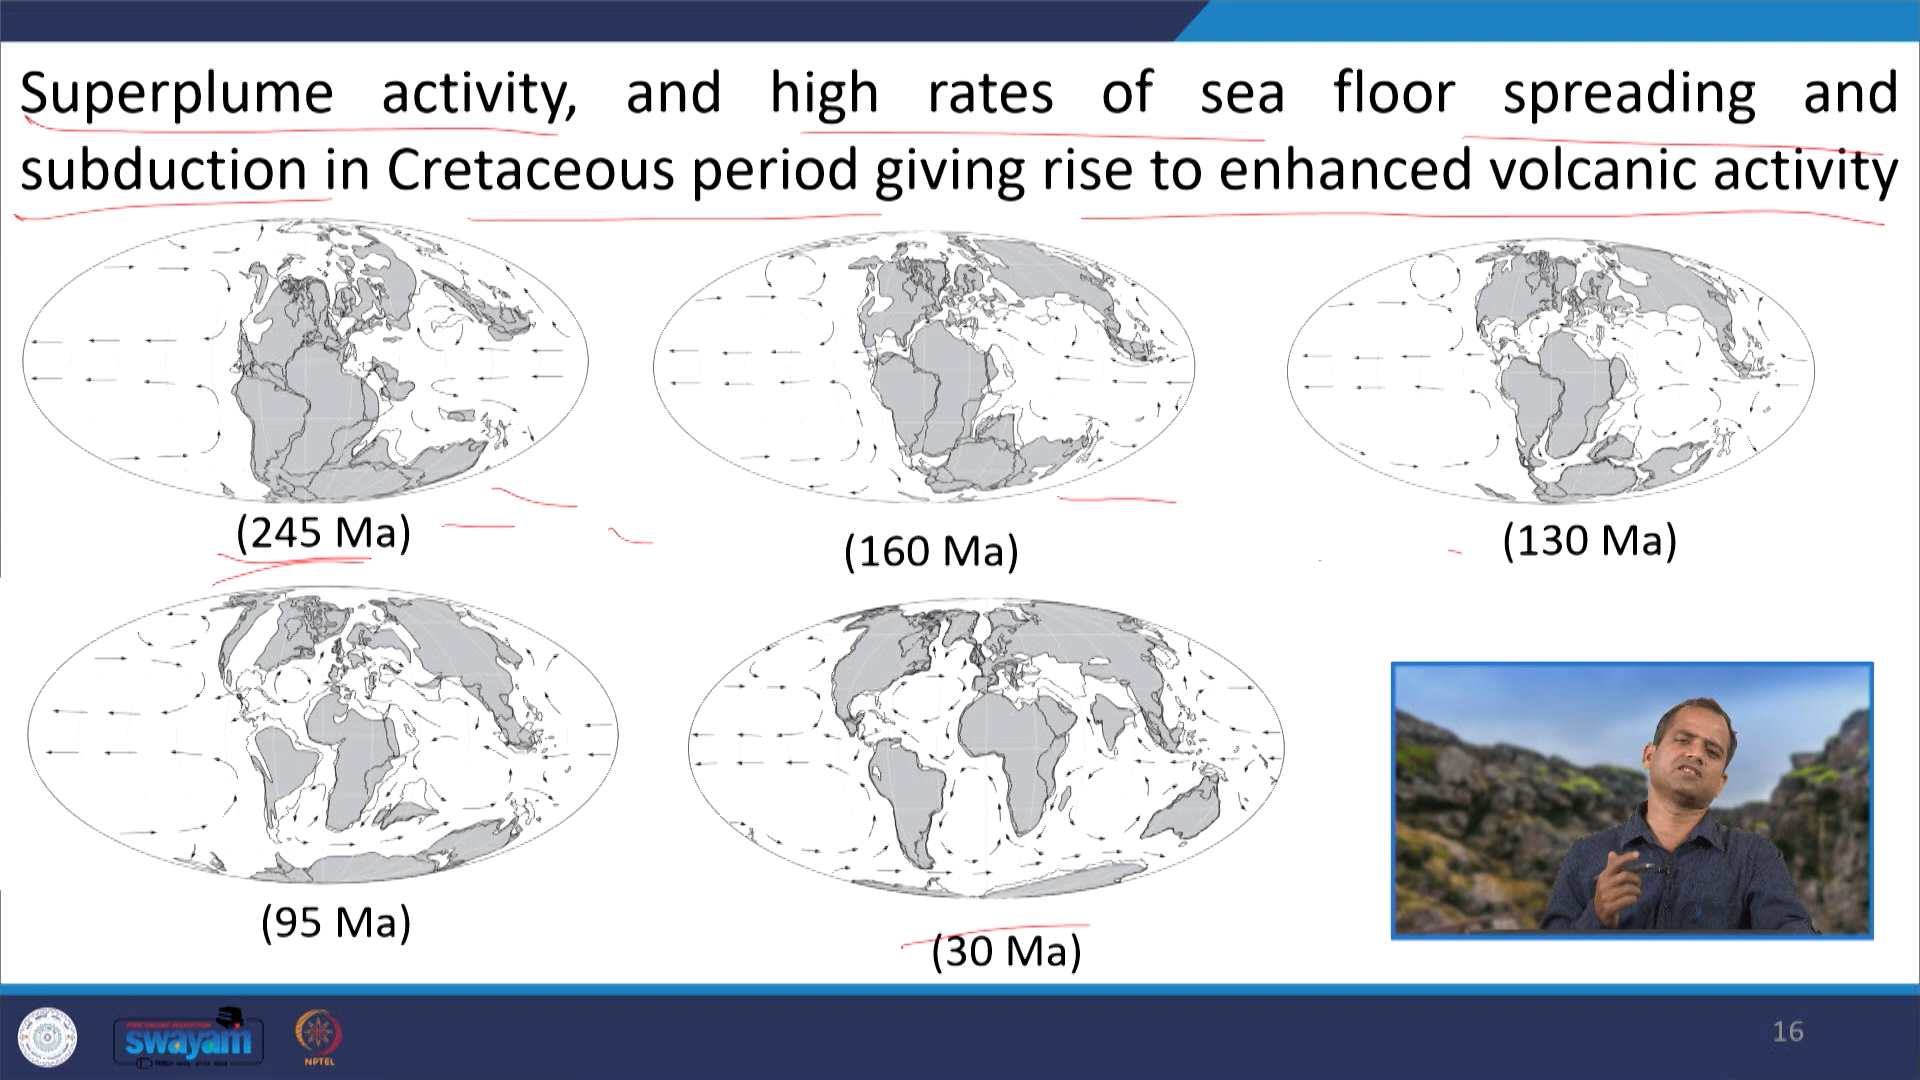 Superplume activity, and high rates of sea floor spreading and
subduction in Cretaceous period giving rise to enhanced volcanic activity
(245 Ma)
(160 Ma)
(130 Ma)
(95 Ma)
(30 Ma)
swayam
NPTEL
16